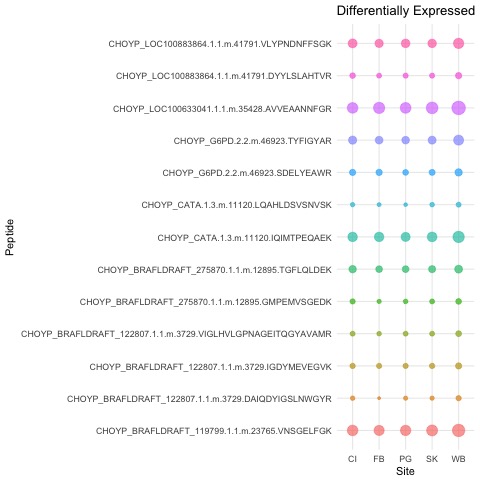 Differentially Expressed
CHOYP_LOC100883864.1.1.m.41791.VLYPNDNFFSGK
CHOYP_LOC100883864.1.1.m.41791.DYYLSLAHTVR
CHOYP_LOC100633041.1.1.m.35428.AVVEAANNFGR
CHOYP_G6PD.2.2.m.46923.TYFIGYAR
CHOYP_G6PD.2.2.m.46923.SDELYEAWR
CHOYP_CATA.1.3.m.11120.LQAHLDSVSNVSK
CHOYP_CATA.1.3.m.11120.IQIMTPEQAEK
CHOYP_BRAFLDRAFT_275870.1.1.m.12895.TGFLQLDEK
CHOYP_BRAFLDRAFT_275870.1.1.m.12895.GMPEMVSGEDK
CHOYP_BRAFLDRAFT_122807.1.1.m.3729.VIGLHVLGPNAGEITQGYAVAMR
CHOYP_BRAFLDRAFT_122807.1.1.m.3729.IGDYMEVEGVK
CHOYP_BRAFLDRAFT_122807.1.1.m.3729.DAIQDYIGSLNWGYR
CHOYP_BRAFLDRAFT_119799.1.1.m.23765.VNSGELFGK
Peptide
CI FB PG SK WB
Site